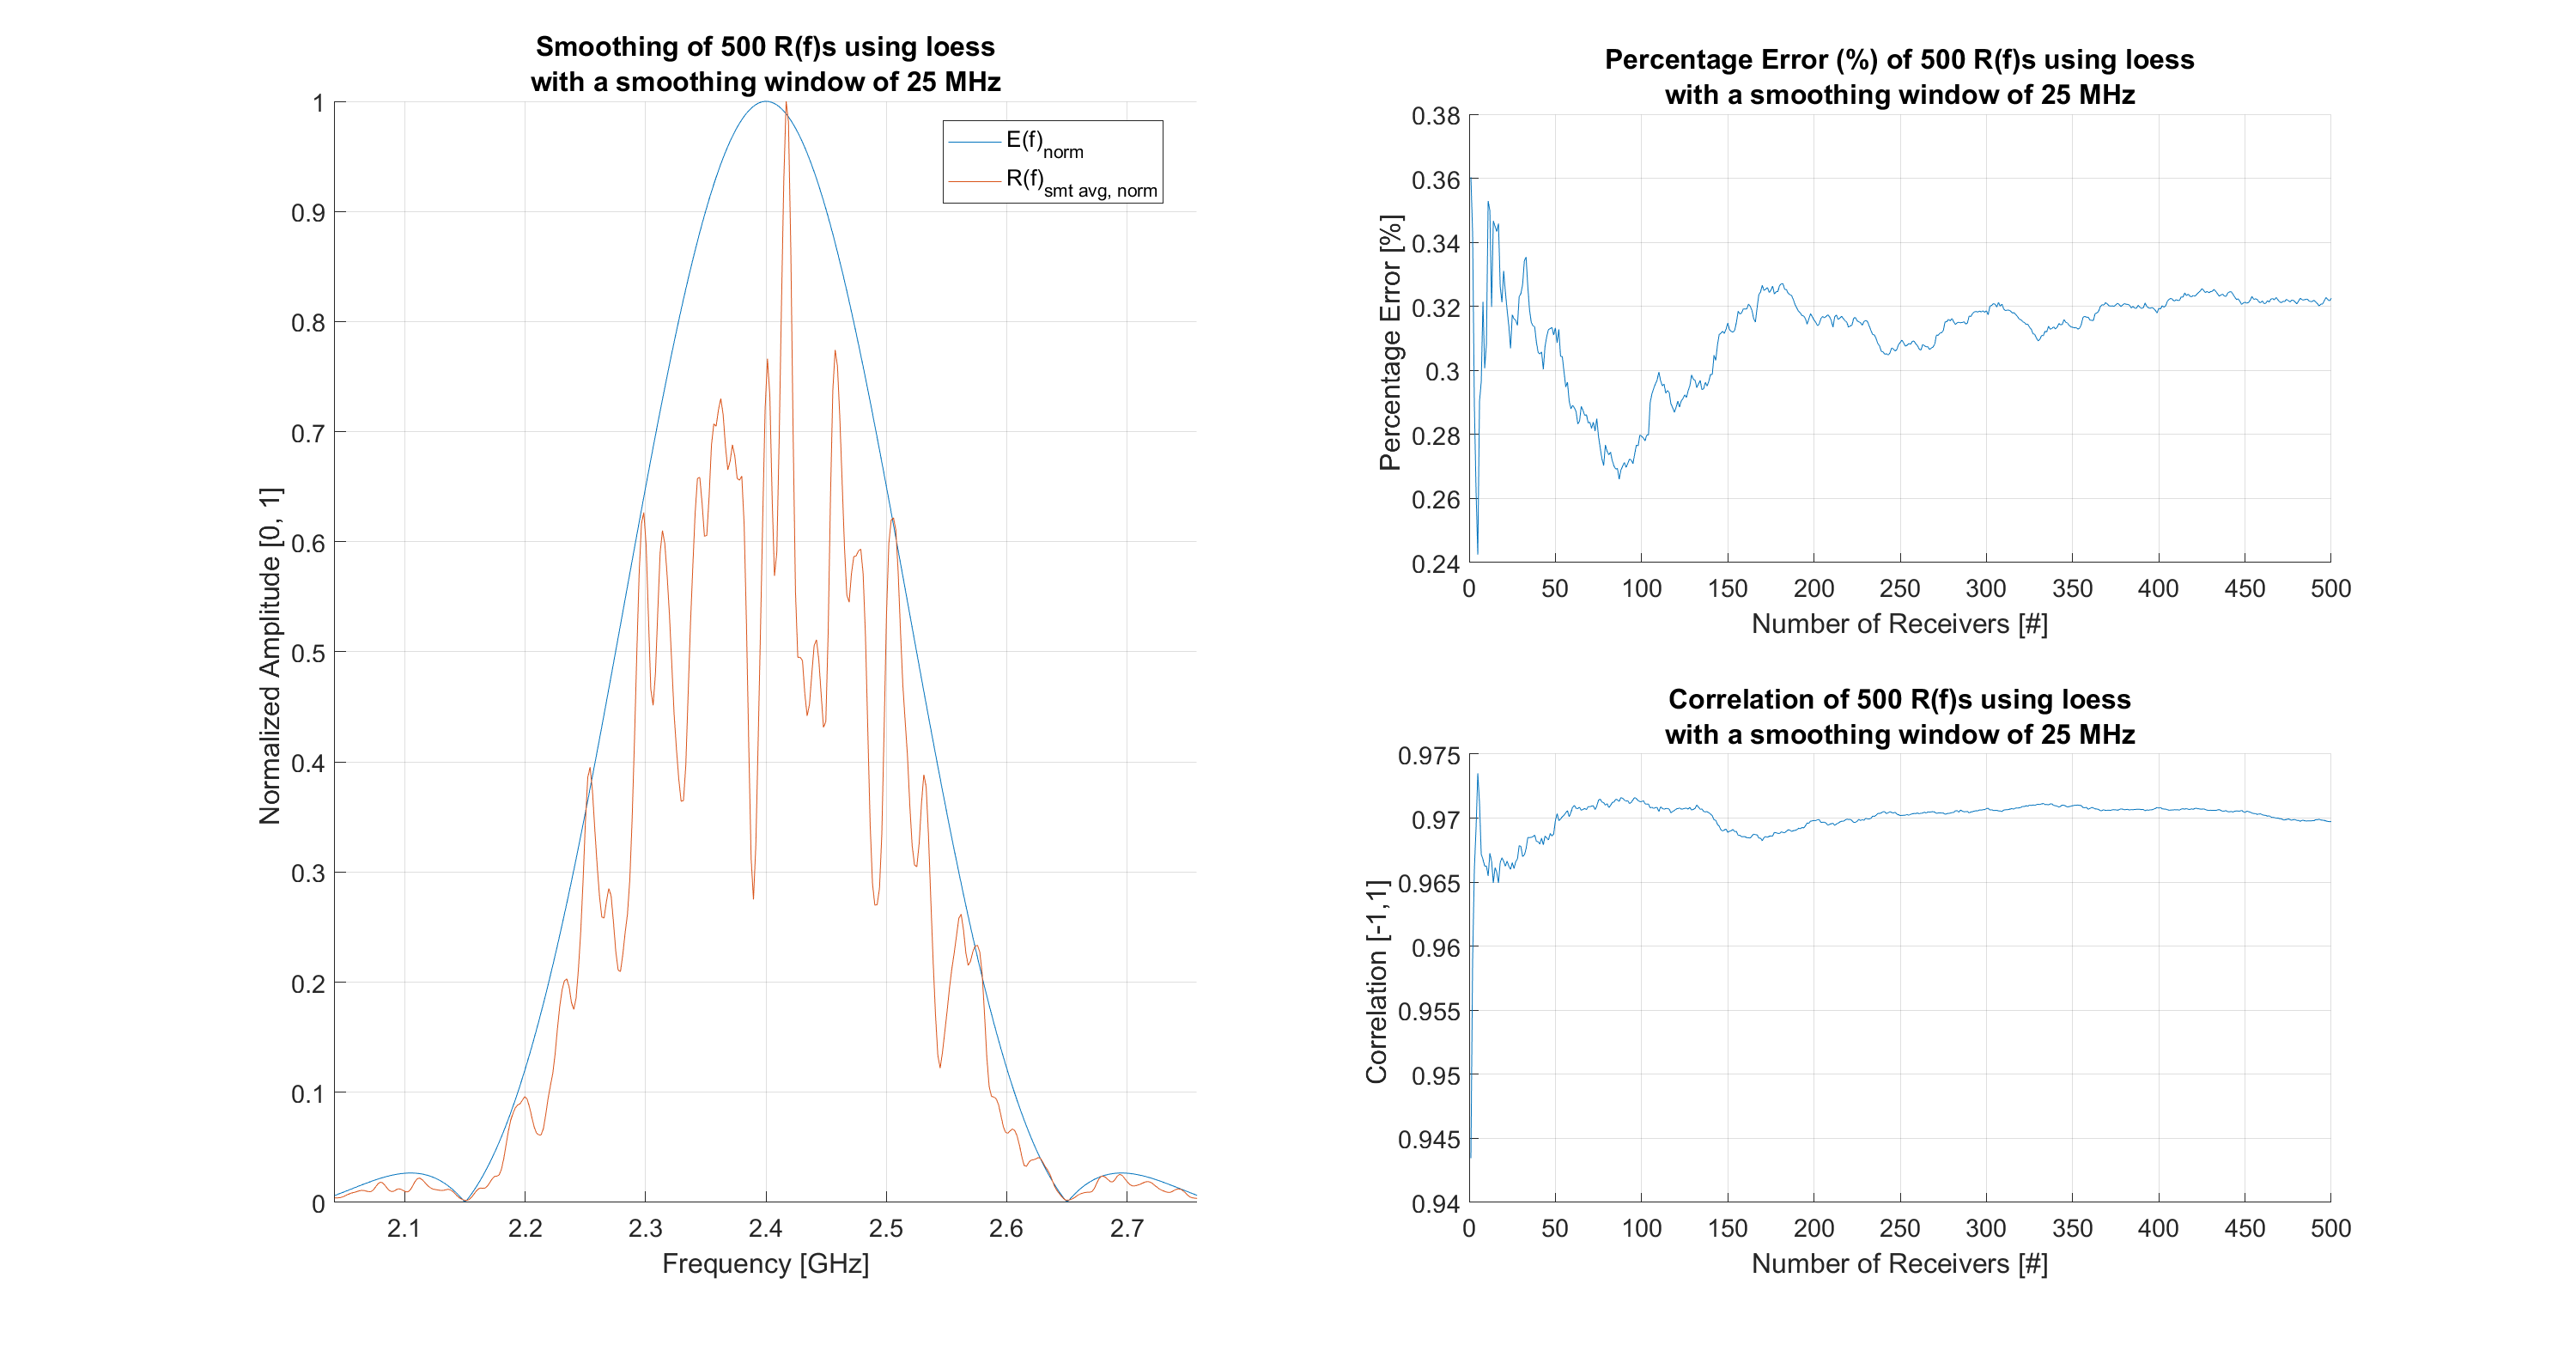 Smoothing of 500 R(f)s using loess
with a smoothing window of 25 MHz
1
0.9
0.8
0.7
0.6
0.5
0.4
0.3
0.2
0.1
0
Normalized Amplitude [0, 1]
E(f)norm
R(f)smt avg, norm
2.1 2.2 2.3 2.4 2.5 2.6 2.7
Frequency [GHz]
Percentage Error (%) of 500 R(f)s using loess
with a smoothing window of 25 MHz
0.38
0.36
0.34
0.32
0.3
0.28
0.26
0.24
Percentage Error [%]
0 50 100 150 200 250 300 350 400 450 500
Number of Receivers [#]
Correlation of 500 R(f)s using loess
with a smoothing window of 25 MHz
0.975
0.97
0.965
0.96
0.955
0.95
0.945
0.94
Correlation [-1,1]
0 50 100 150 200 250 300 350 400 450 500
Number of Receivers [#]